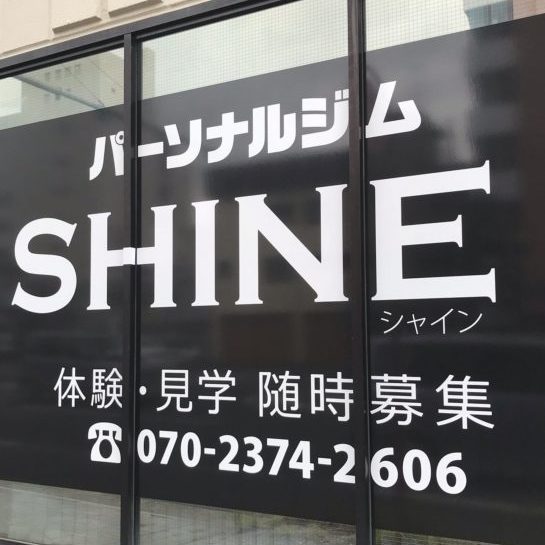 パーソナルジム
SHINE
シャイン
体験・見学 随時募集
☎070-2374-2606